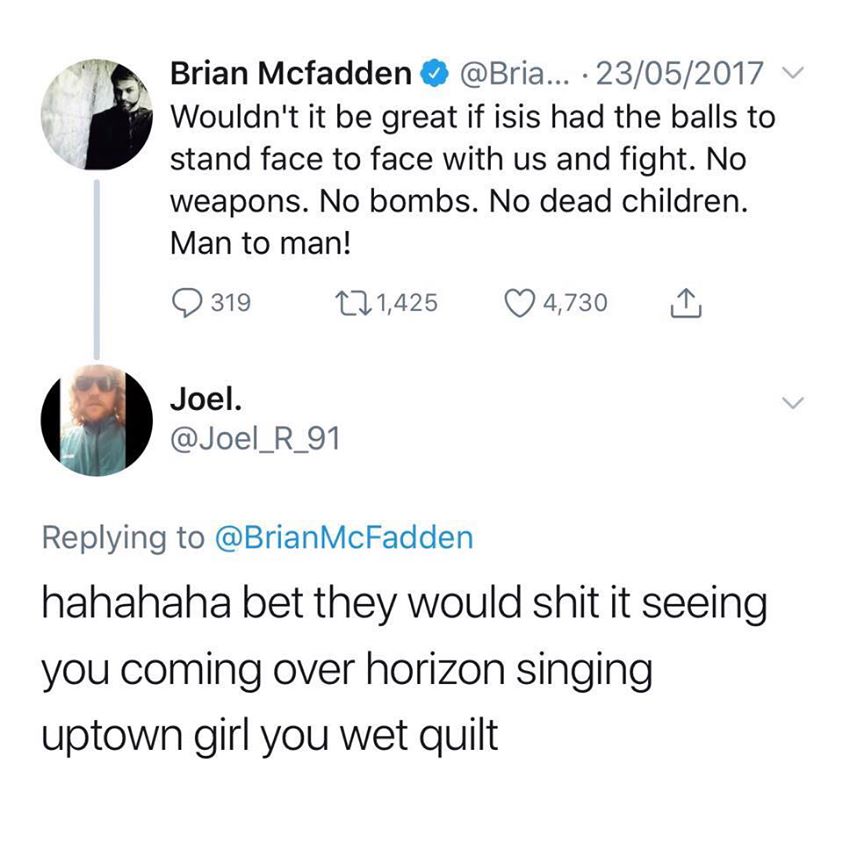 Brian Mcfadden @Bria... · 23/05/2017
Wouldn't it be great if isis had the balls to
stand face to face with us and fight. No
weapons. No bombs. No dead children.
Man to man!
319 1,425 4,730
Joel.
@Joel_R_91
Replying to @BrianMcFadden
hahahaha bet they would shit it seeing
you coming over horizon singing
uptown girl you wet quilt